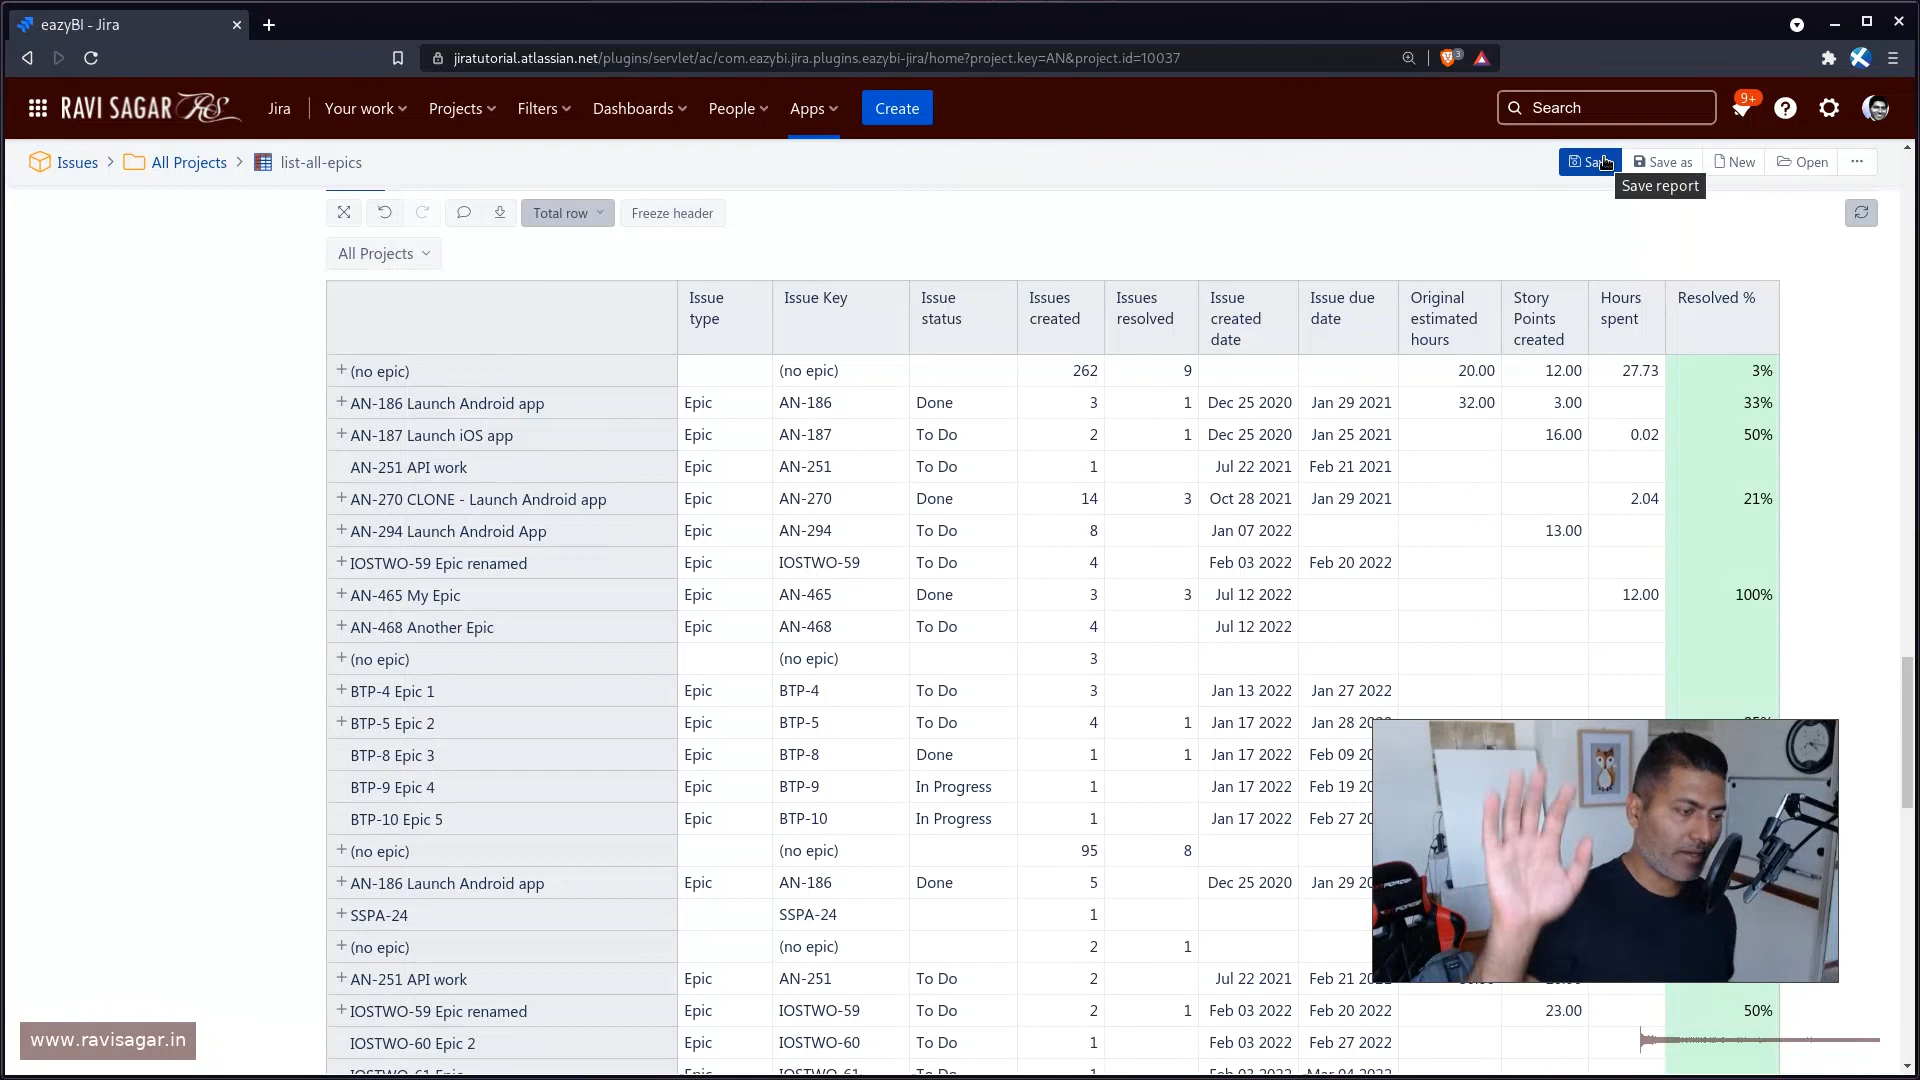 eazyBI - Jira
jiratutorial.atlassian.net/plugins/servlet/ac/com.eazybi.jira.plugins.eazybi-jira/home?project.key=AN&project.id=10037
3
RAVI SAGAR RS Jira Your work Projects Filters Dashboards People Apps Create Search 9+
Issues All Projects list-all-epics Save as New Open ...
Save report
Total row Freeze header
All Projects
Issue type Issue Key Issue status Issues created Issues resolved Issue created date Issue due date Original estimated hours Story Points created Hours spent Resolved %
(no epic) (no epic) 262 9 20.00 12.00 27.73 3%
AN-186 Launch Android app Epic AN-186 Done 3 1 Dec 25 2020 Jan 29 2021 32.00 3.00 33%
AN-187 Launch iOS app Epic AN-187 To Do 2 1 Dec 25 2020 Jan 25 2021 16.00 0.02 50%
AN-251 API work Epic AN-251 To Do 1 Jul 22 2021 Feb 21 2021
AN-270 CLONE - Launch Android app Epic AN-270 Done 14 3 Oct 28 2021 Jan 29 2021 2.04 21%
AN-294 Launch Android App Epic AN-294 To Do 8 Jan 07 2022 13.00
IOSTWO-59 Epic renamed Epic IOSTWO-59 To Do 4 Feb 03 2022 Feb 20 2022
AN-465 My Epic Epic AN-465 Done 3 3 Jul 12 2022 12.00 100%
AN-468 Another Epic Epic AN-468 To Do 4 Jul 12 2022
(no epic) (no epic) 3
BTP-4 Epic 1 Epic BTP-4 To Do 3 Jan 13 2022 Jan 27 2022
BTP-5 Epic 2 Epic BTP-5 To Do 4 1 Jan 17 2022 Jan 28
BTP-8 Epic 3 Epic BTP-8 Done 1 1 Jan 17 2022 Feb 09
BTP-9 Epic 4 Epic BTP-9 In Progress 1 Jan 17 2022 Feb 19
BTP-10 Epic 5 Epic BTP-10 In Progress 1 Jan 17 2022 Feb 27
(no epic) (no epic) 95 8
AN-186 Launch Android app Epic AN-186 Done 5 Dec 25 2020 Jan 29
SSPA-24 SSPA-24 1
(no epic) (no epic) 2 1
AN-251 API work Epic AN-251 To Do 2 Jul 22 2021 Feb 21
IOSTWO-59 Epic renamed Epic IOSTWO-59 To Do 2 1 Feb 03 2022 Feb 20 2022 23.00 50%
IOSTWO-60 Epic 2 Epic IOSTWO-60 To Do 1 Feb 03 2022 Feb 27 2022
www.ravisagar.in